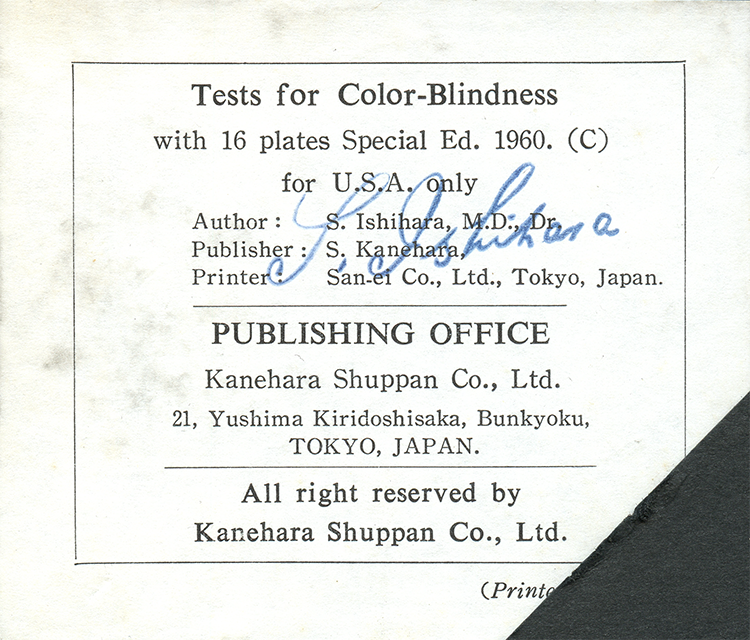 Tests for Color-Blindness
with 16 plates Special Ed. 1960. (C)
for U.S.A. only
Author : S. Ishihara, M.D., Dr.
Publisher : S. Kanehara,
Printer : San-ei Co., Ltd., Tokyo, Japan.
S. Ishihara
PUBLISHING OFFICE
Kanehara Shuppan Co., Ltd.
21, Yushima Kiridoshisaka, Bunkyoku,
TOKYO, JAPAN.
All right reserved by
Kanehara Shuppan Co., Ltd.
(Printe